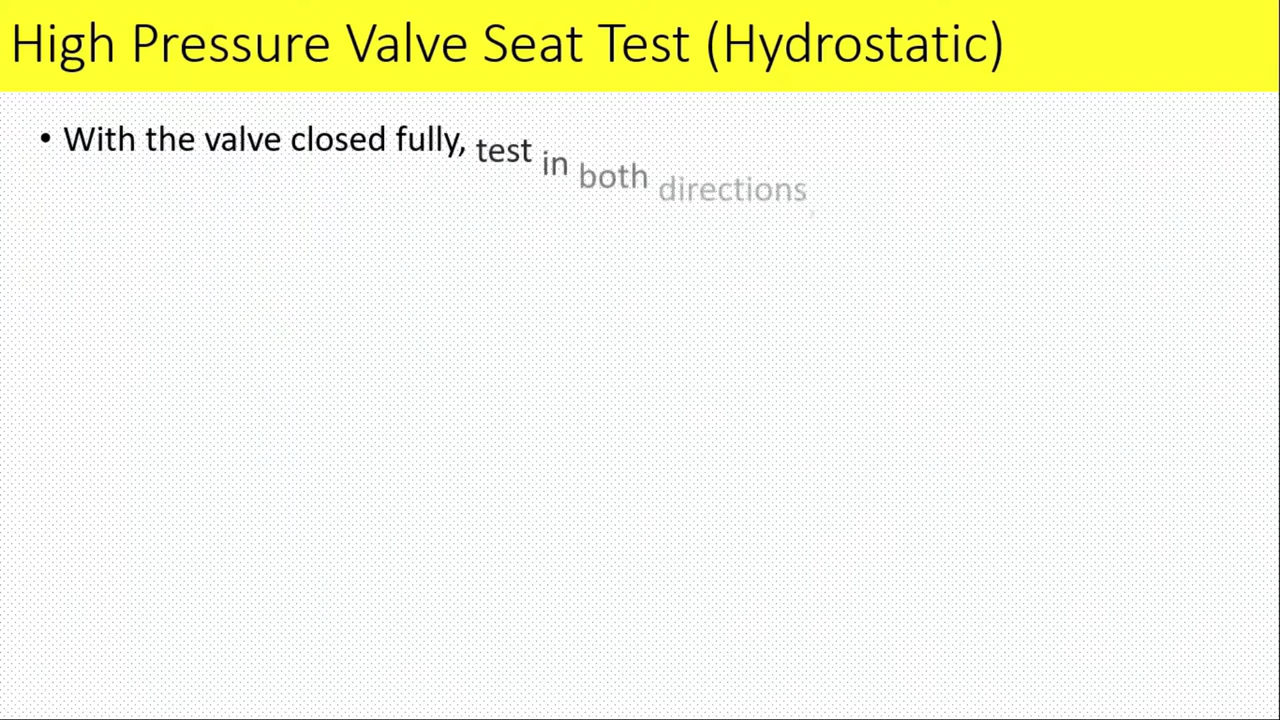 High Pressure Valve Seat Test (Hydrostatic)
• With the valve closed fully, test in both directions